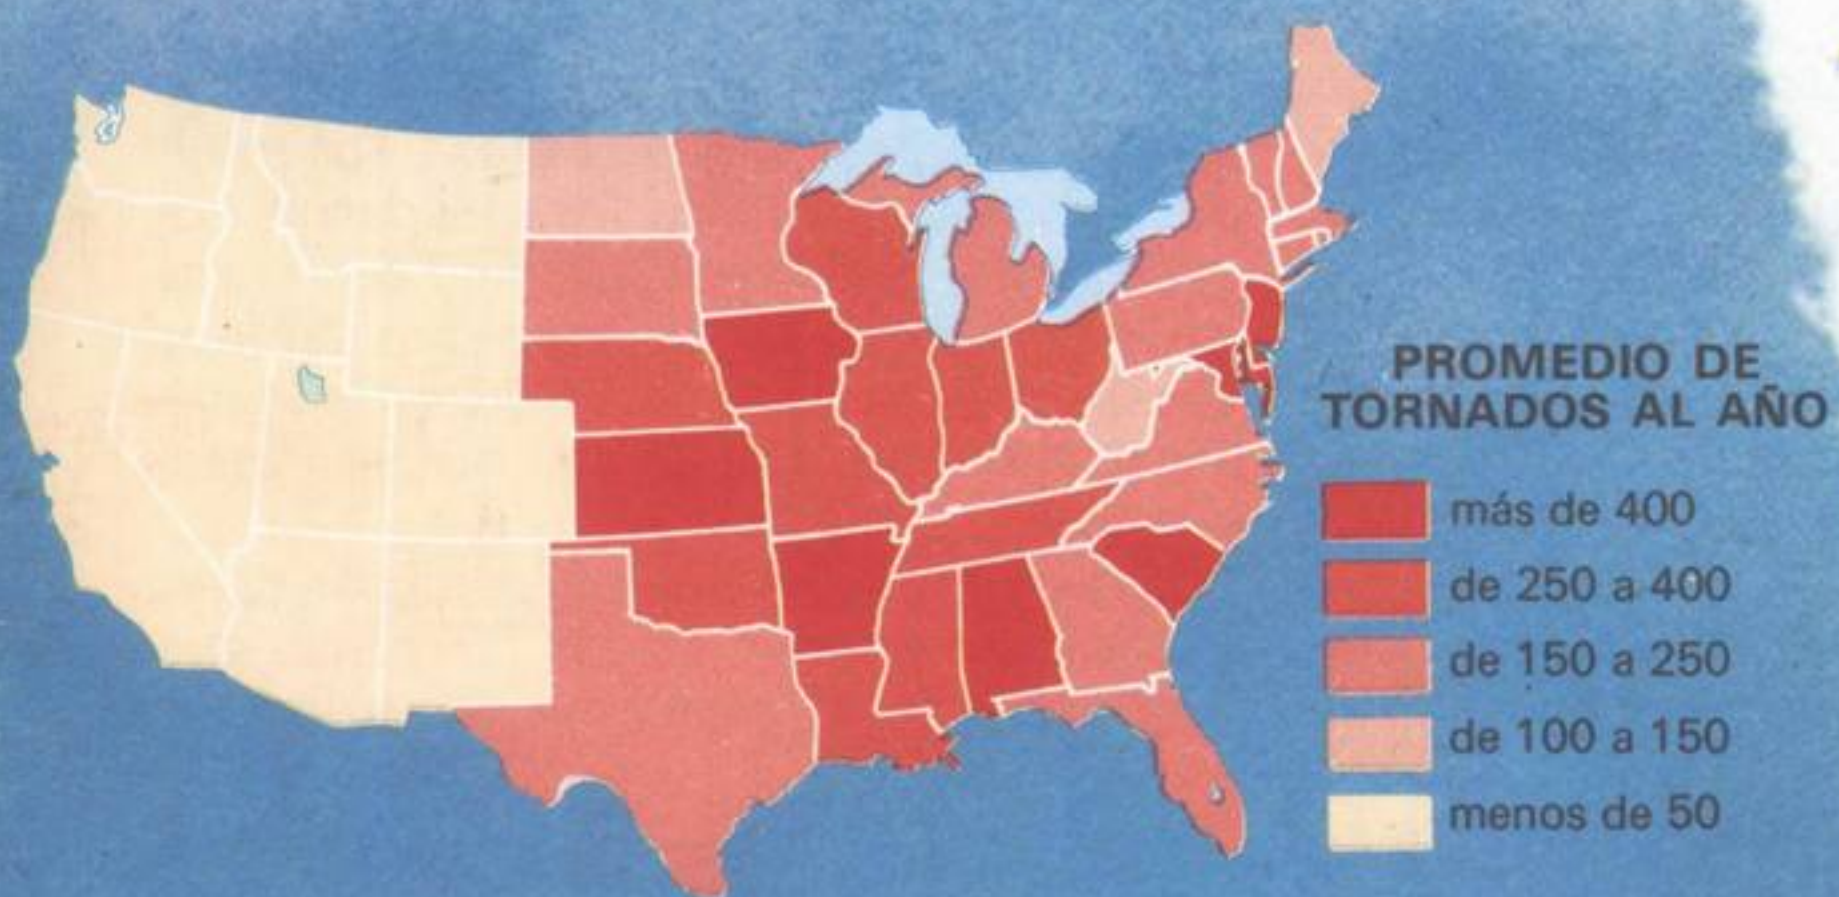 PROMEDIO DE
TORNADOS AL AÑO
más de 400
de 250 a 400
de 150 a 250
de 100 a 150
menos de 50